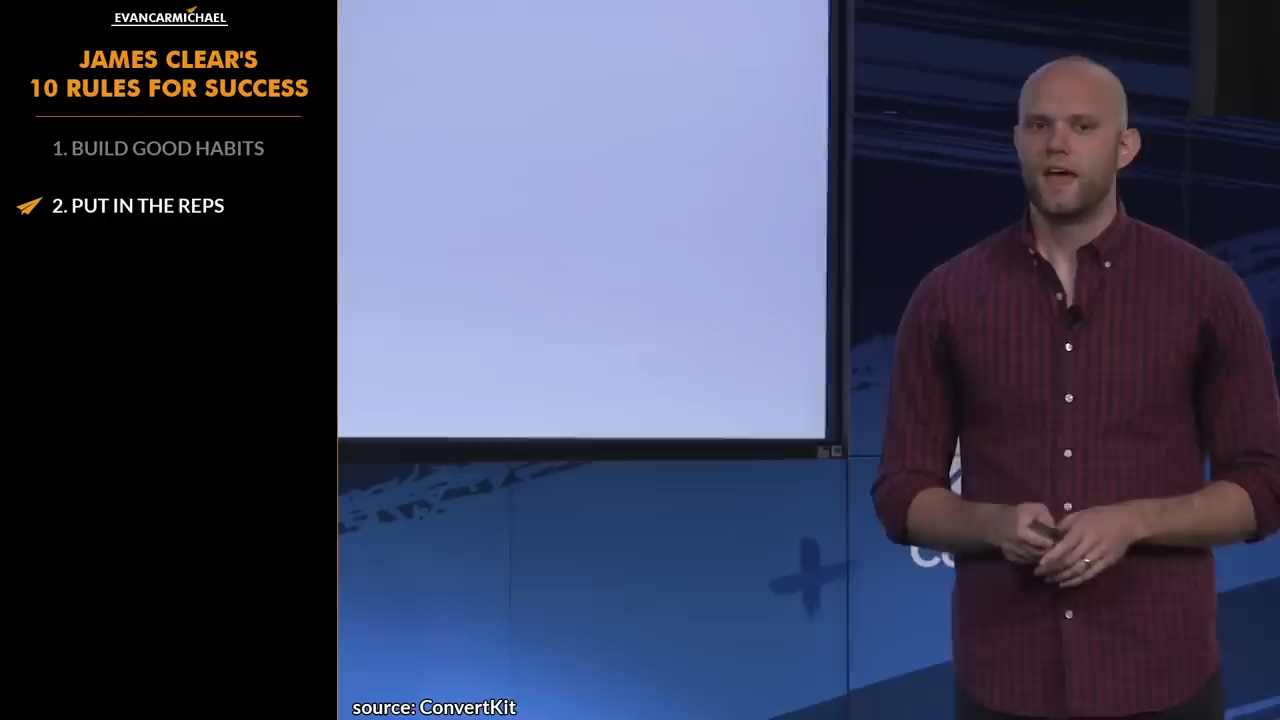 EVANCARMICHAEL
JAMES CLEAR'S
10 RULES FOR SUCCESS
1. BUILD GOOD HABITS
2. PUT IN THE REPS
source: ConvertKit